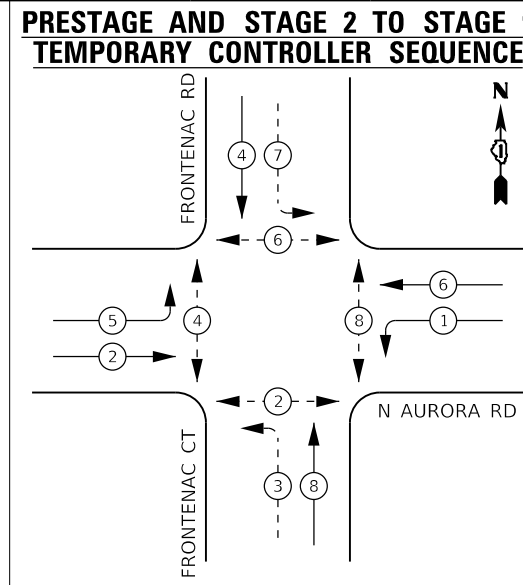 PRESTAGE AND STAGE 2 TO STAGE
TEMPORARY CONTROLLER SEQUENCE
FRONTENAC RD
N
4
7
6
6
5
4
8
1
2
2
N AURORA RD
FRONTENAC CT
3
8